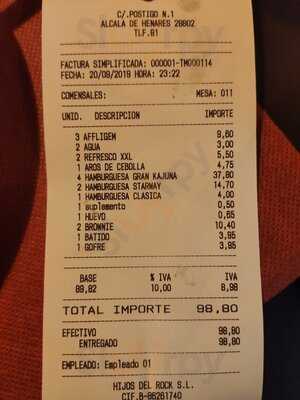 C/.POSTIGO N.1
ALCALA DE HENARES 28802
TLF.91
FACTURA SIMPLIFICADA: 000001-TM000114
FECHA: 20/09/2019 HORA: 23:22
COMENSALES: MESA: 011
UNID. DESCRIPCION IMPORTE
3 AFFLIGEM 9,60
2 AGUA 3,00
2 REFRESCO XXL 5,50
1 AROS DE CEBOLLA 4,75
4 HAMBURGUESA GRAN KAJUNA 37,80
2 HAMBURGUESA STARWAY 14,70
1 HAMBURGUESA CLASICA 4,00
1 suplemento 0,50
1 HUEVO 0,65
2 BROWNIE 10,40
1 BATIDO 3,95
1 GOFRE 3,95
BASE % IVA IVA
89,82 10,00 8,98
TOTAL IMPORTE 98,80
EFECTIVO 98,80
ENTREGADO 98,80
EMPLEADO: Empleado 01
HIJOS DEL ROCK S.L.
CIF.B-86261740